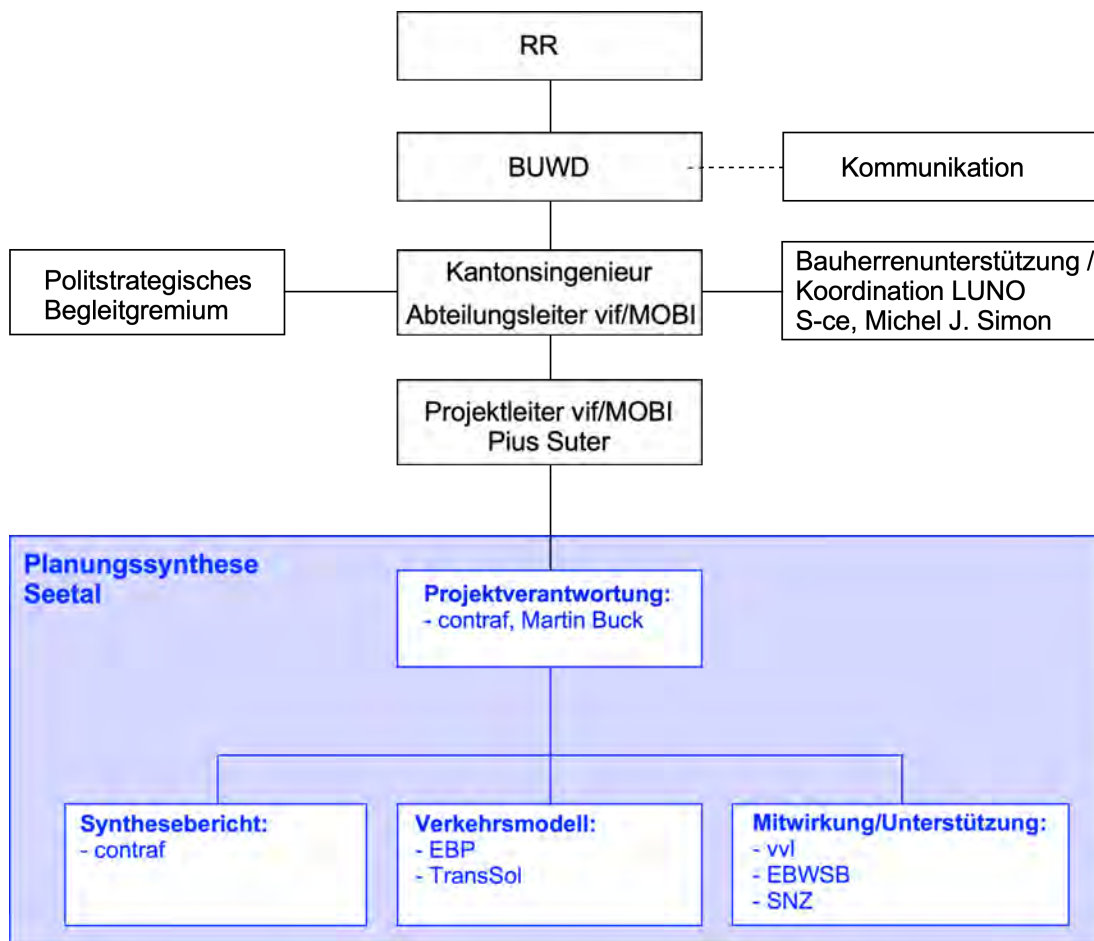 RR
BUWD
Kommunikation
Politstrategisches
Begleitgremium
Kantonsingenieur
Abteilungsleiter vif/MOBI
Bauherrenunterstützung /
Koordination LUNO
S-ce, Michel J. Simon
Projektleiter vif/MOBI
Pius Suter
Planungssynthese
Seetal
Projektverantwortung:
- contraf, Martin Buck
Synthesebericht:
- contraf
Verkehrsmodell:
- EBP
- TransSol
Mitwirkung/Unterstützung:
- vvl
- EBWSB
- SNZ